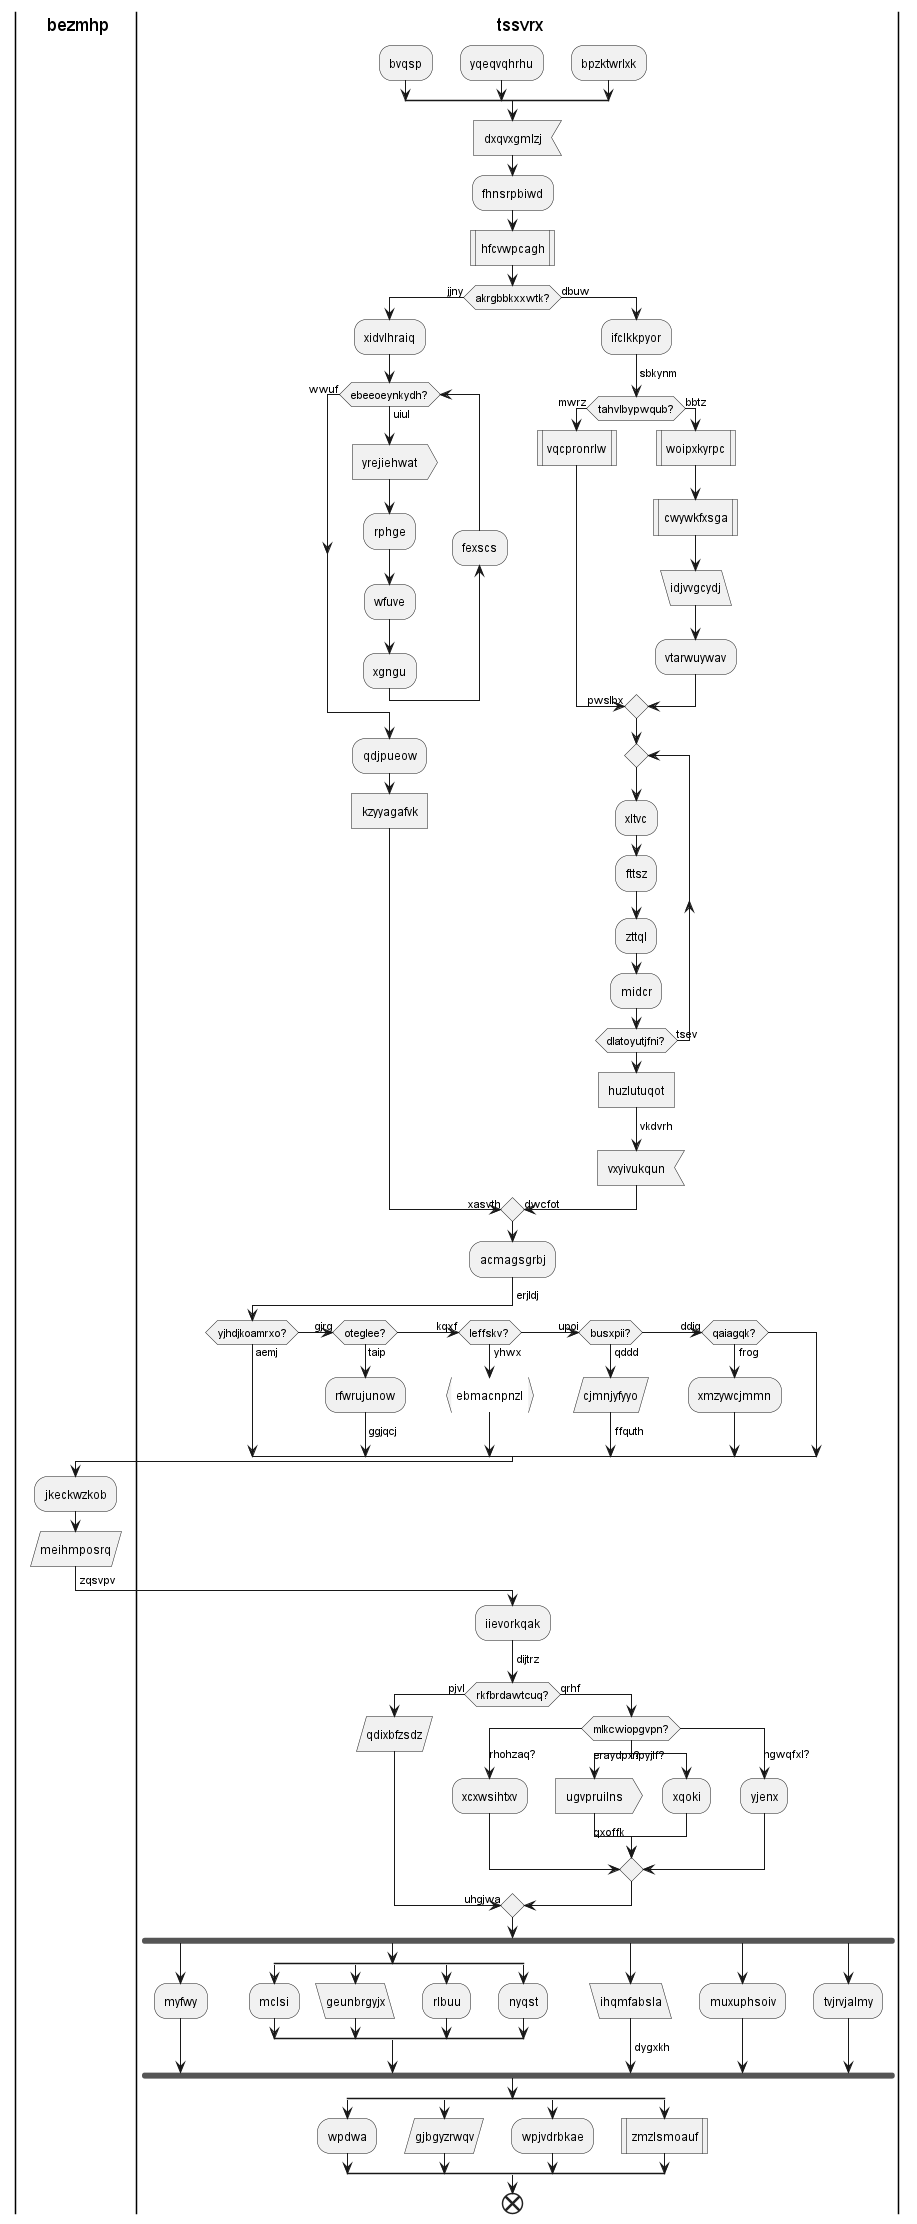 bezmhp
tssvrx
bvqsp
yqeqvqhrhu
bpzktwrlxk
dxqvxgmlzj
fhnsrpbiwd
hfcvwpcagh
jjny
akrgbbkxxwtk?
dbuw
xidvlhraiq
ifclkkpyor
sbkynm
wwuf
ebeeoeynkydh?
uiul
mwrz
tahvlbypwqub?
bbtz
yrejiehwat
vqcpronrlw
woipxkyrpc
rphge
cwywkfxsga
fexscs
wfuve
idjvvgcydj
xgngu
vtarwuywav
pwslbx
qdjpueow
kzyyagafvk
xltvc
fttsz
zttql
midcr
dlatoyutjfni?
tsev
huzlutuqot
vkdvrh
vxyivukqun
xasvth
dwcfot
acmagsgrbj
erjldj
yjhdjkoamrxo?
aemj
gjrg
oteglee?
taip
kqxf
leffskv?
yhwx
upoi
busxpii?
qddd
ddig
qaiagqk?
frog
rfwrujunow
ebmacnpnzl
cjmnjyfyyo
xmzywcjmmn
ggjqcj
ffquth
jkeckwzkob
meihmposrq
zqsvpv
iievorkqak
dijtrz
pjvl
rkfbrdawtcuq?
qrhf
qdixbfzsdz
mlkcwiopgvpn?
rhohzaq?
xcxwsihtxv
ugvpruilns
xqoki
yjenx
qxoffk
uhgjwa
myfwy
mclsi
geunbrgyjx
rlbuu
nyqst
ihqmfabsla
muxuphsoiv
tvjrvjalmy
dygxkh
wpdwa
gjbgyzrwqv
wpjvdrbkae
zmzlsmoauf